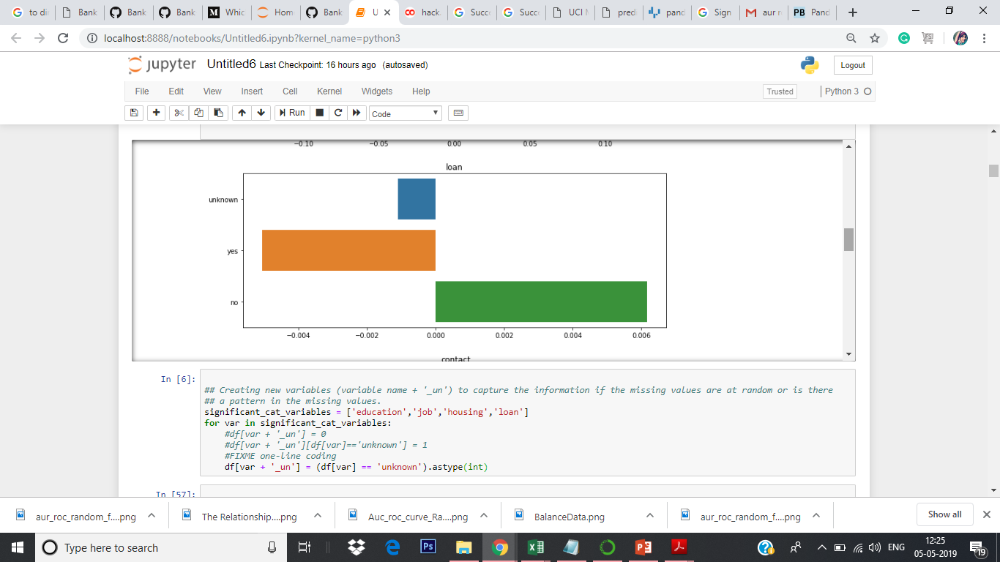 to dir
Bank
Bank
Bank
Whic
Hom
Bank
U
hack
Succ
Succ
UCI M
pred
pand
Sign
aur r
Pand
localhost:8888/notebooks/Untitled6.ipynb?kernel_name=python3
jupyter Untitled6 Last Checkpoint: 16 hours ago (autosaved)
Logout
File Edit View Insert Cell Kernel Widgets Help
Trusted
Python 3
Run
Code
−0.10 −0.05 0.00 0.05 0.10
loan
unknown
yes
no
−0.004 −0.002 0.000 0.002 0.004 0.006
contact
In [6]:
## Creating new variables (variable name + '_un') to capture the information if the missing values are at random or is there
## a pattern in the missing values.
significant_cat_variables = ['education','job','housing','loan']
for var in significant_cat_variables:
#df[var + '_un'] = 0
#df[var + '_un'][df[var]=='unknown'] = 1
#FIXME one-line coding
df[var + '_un'] = (df[var] == 'unknown').astype(int)
In [57]:
aur_roc_random_f....png
The Relationship....png
Auc_roc_curve_Ra....png
BalanceData.png
aur_roc_random_f....png
Show all
Type here to search
ENG
12:25
05-05-2019
19